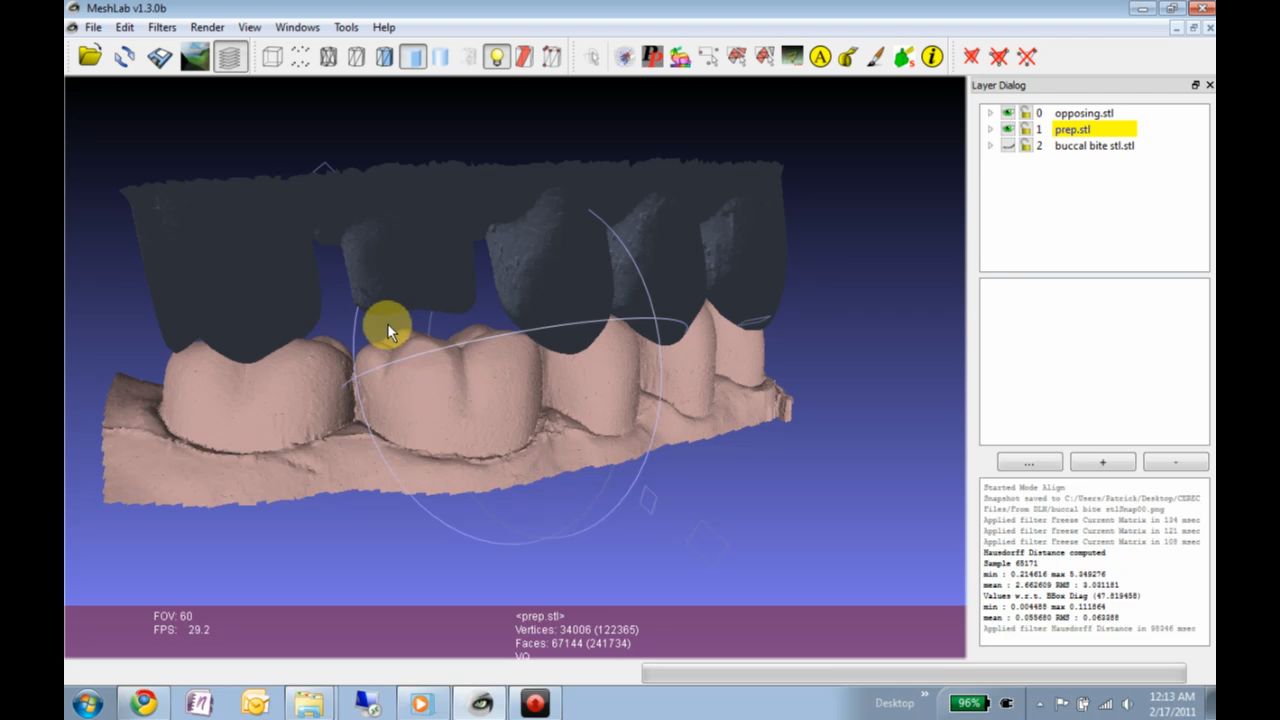 MeshLab v1.3.0b
File Edit Filters Render View Windows Tools Help
Layer Dialog
0 opposing.stl
1 prep.stl
2 buccal bite stl.stl
... + -
Started Mode Align
Snapshot saved to C:/Users/Patrick/Desktop/CEREC
Files/From DLR/buccal bite stlSnap00.png
Applied filter Freeze Current Matrix in 134 msec
Applied filter Freeze Current Matrix in 121 msec
Applied filter Freeze Current Matrix in 108 msec
Hausdorff Distance computed
Sample 65171
min : 0.214616 max 5.349276
mean : 2.662609 RMS : 3.031181
Values w.r.t. BBox Diag (47.819458)
min : 0.004488 max 0.111864
mean : 0.055680 RMS : 0.063388
Applied filter Hausdorff Distance in 98346 msec
FOV: 60
FPS: 29.2
<prep.stl>
Vertices: 34006 (122365)
Faces: 67144 (241734)
VQ
Desktop »
96%
12:13 AM
2/17/2011